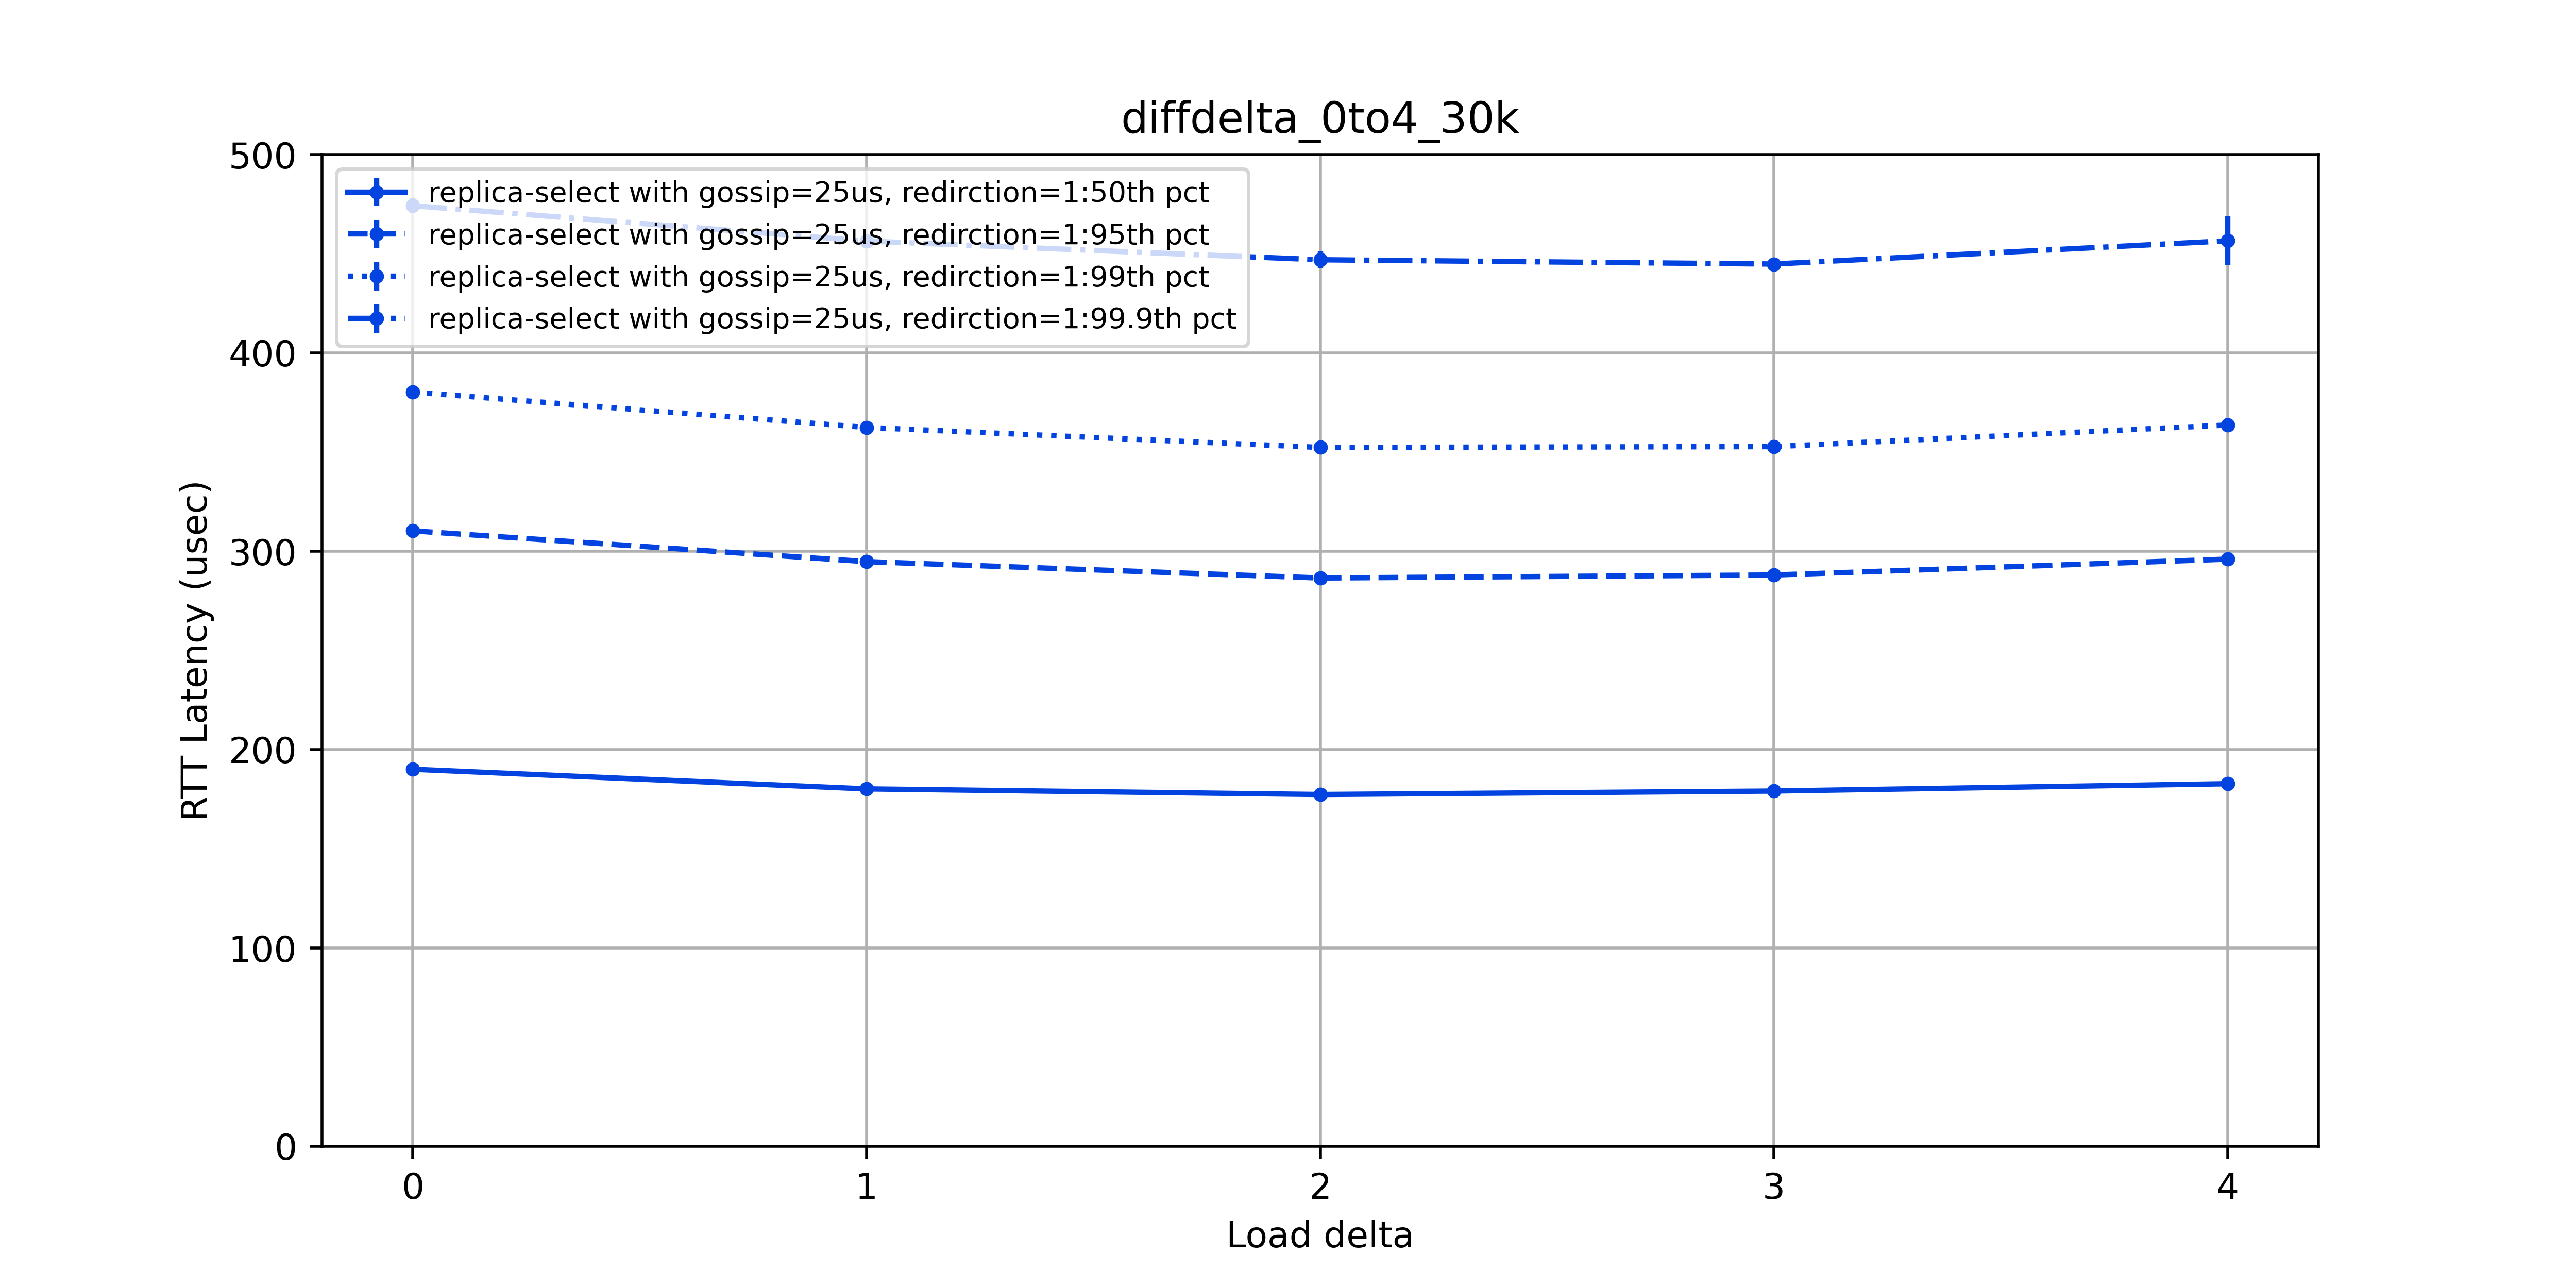 diffdelta_0to4_30k
500
400
300
200
100
0
RTT Latency (usec)
replica-select with gossip=25us, redirction=1:50th pct
replica-select with gossip=25us, redirction=1:95th pct
replica-select with gossip=25us, redirction=1:99th pct
replica-select with gossip=25us, redirction=1:99.9th pct
0 1 2 3 4
Load delta